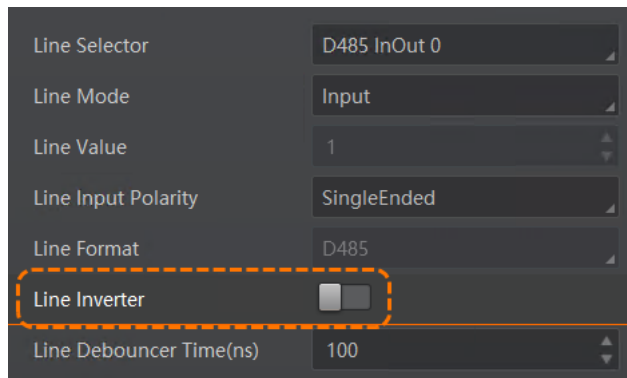 Line Selector D485 InOut 0
Line Mode Input
Line Value 1
Line Input Polarity SingleEnded
Line Format D485
Line Inverter
Line Debouncer Time(ns) 100